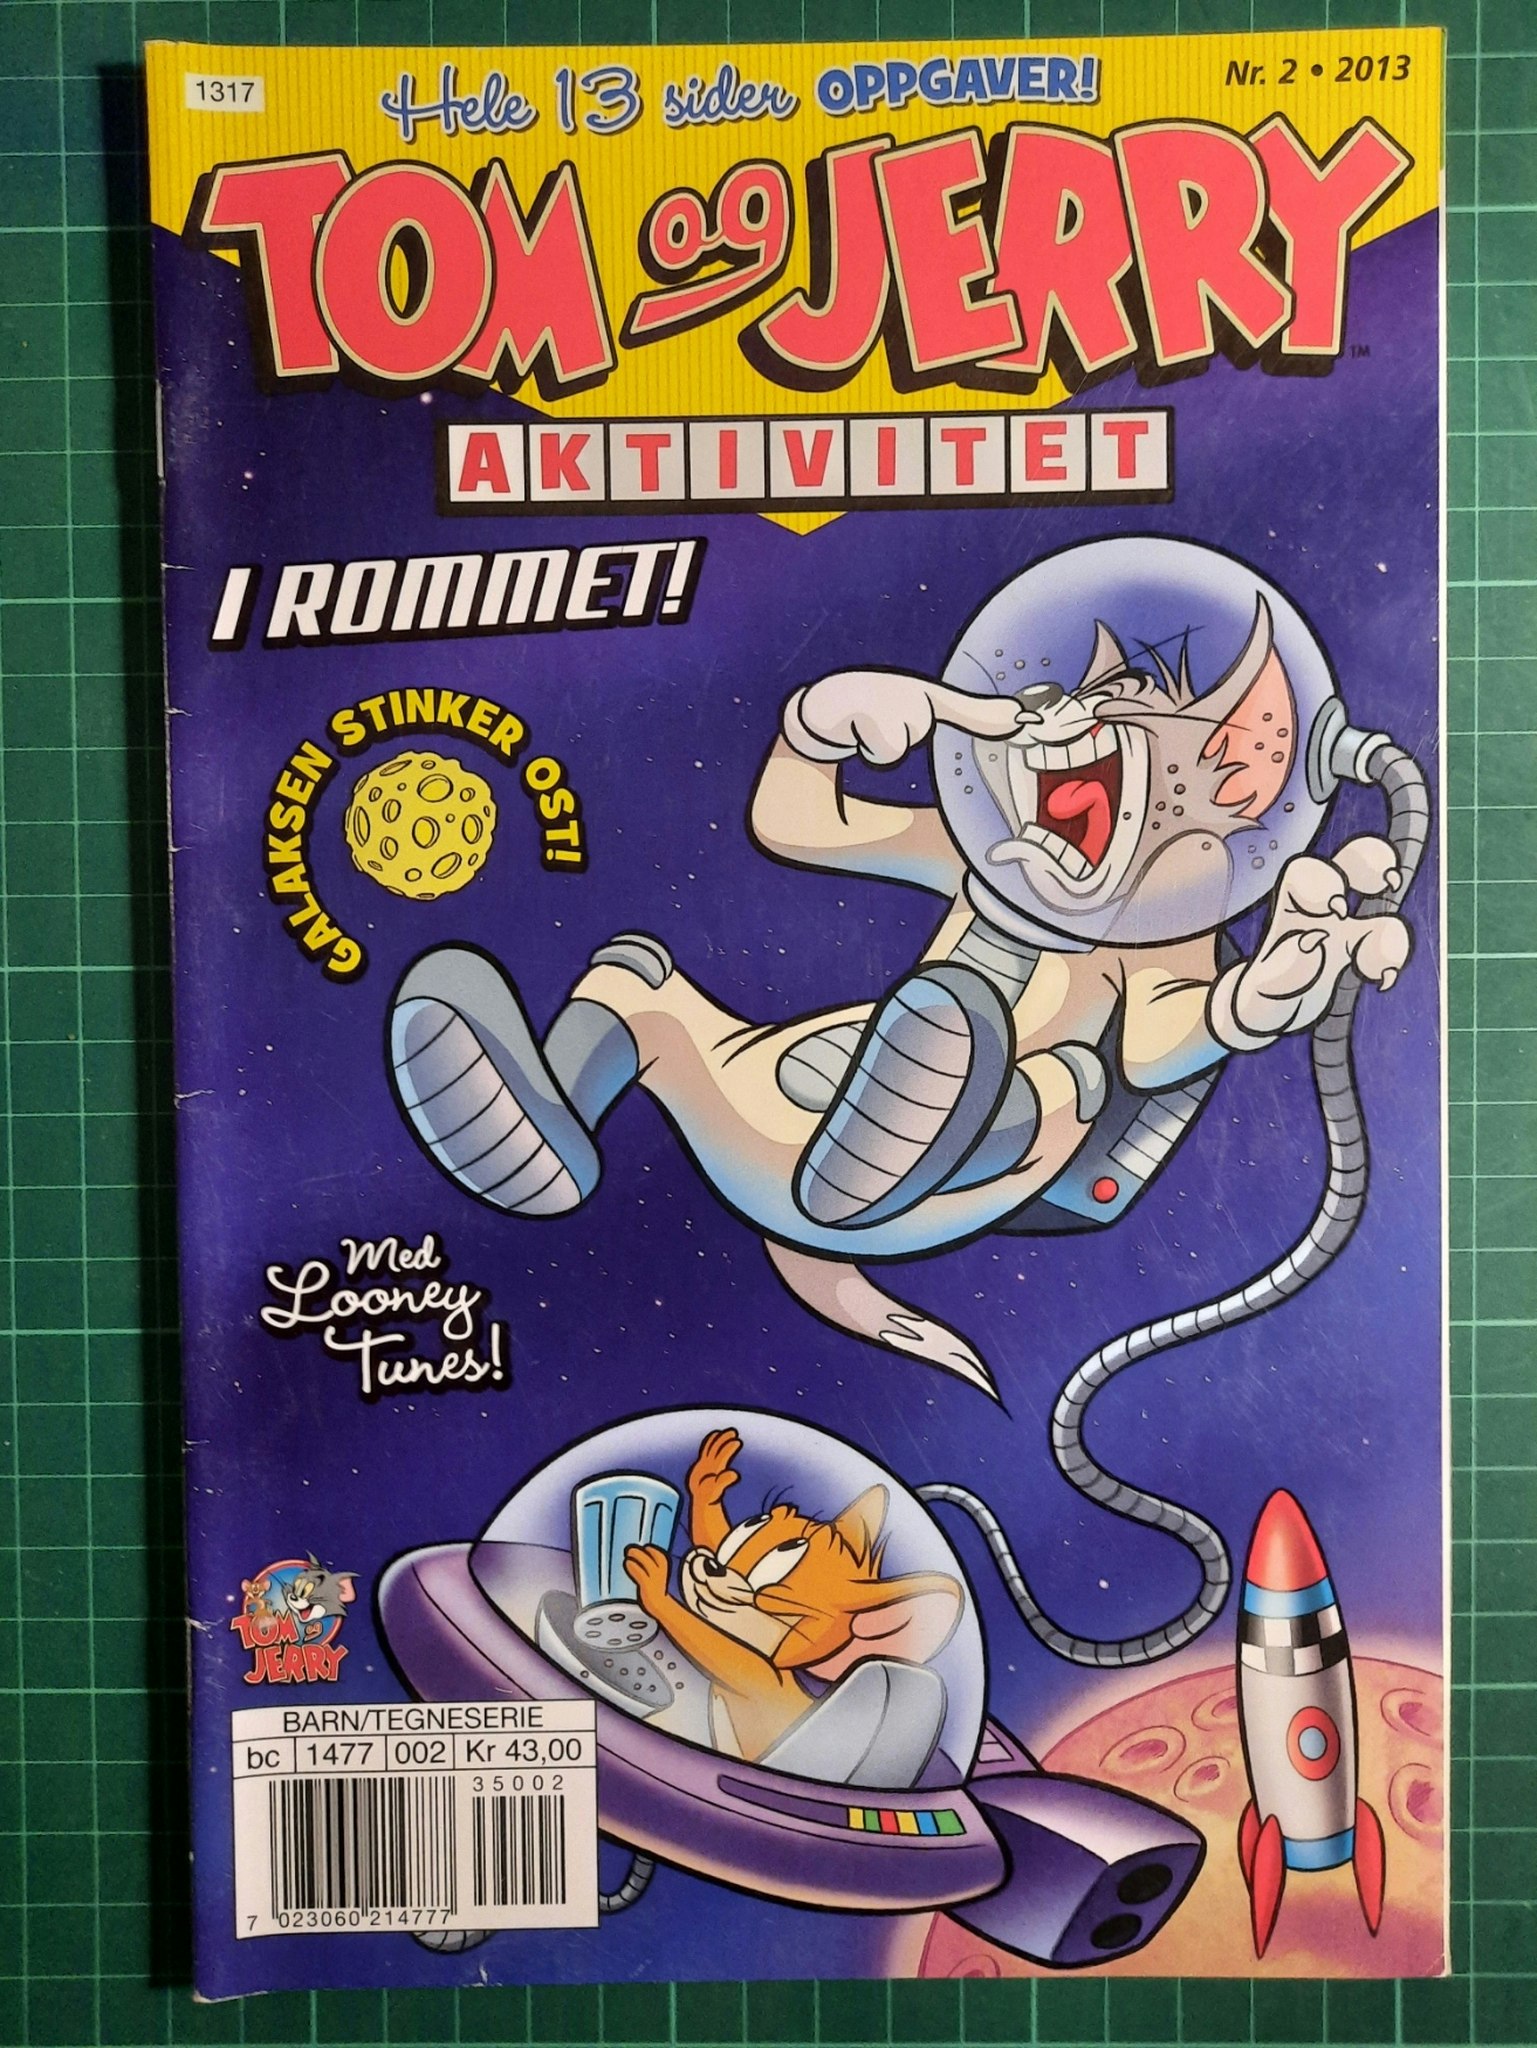 1317
Hele 13 sider OPPGAVER!
Nr. 2 • 2013
TOM og JERRY
TM
AKTIVITET
I ROMMET!
GALAKSEN STINKER OST!
Med
Looney
Tunes!
TOM og
JERRY
BARN/TEGNESERIE
bc 1477 002 Kr 43,00
35002
7 023060 214777